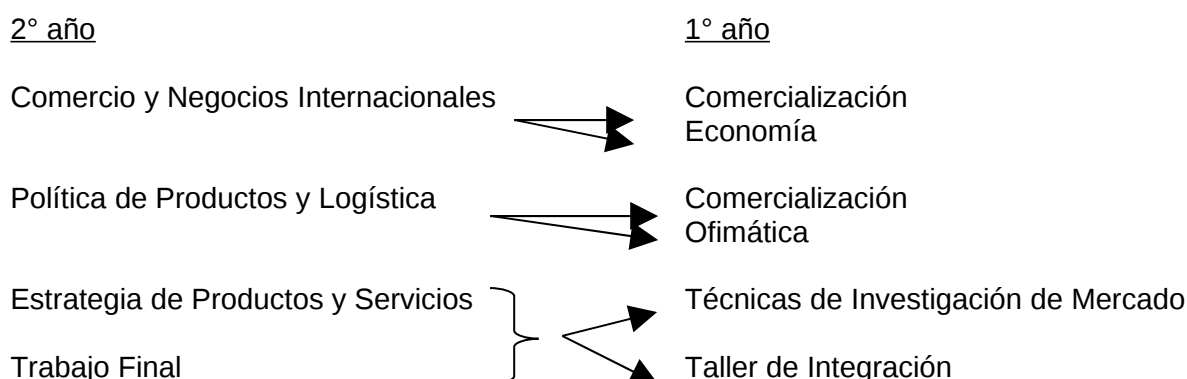 2° año 1° año
Comercio y Negocios Internacionales Comercialización
Economía
Política de Productos y Logística Comercialización
Ofimática
Estrategia de Productos y Servicios Técnicas de Investigación de Mercado
Trabajo Final Taller de Integración